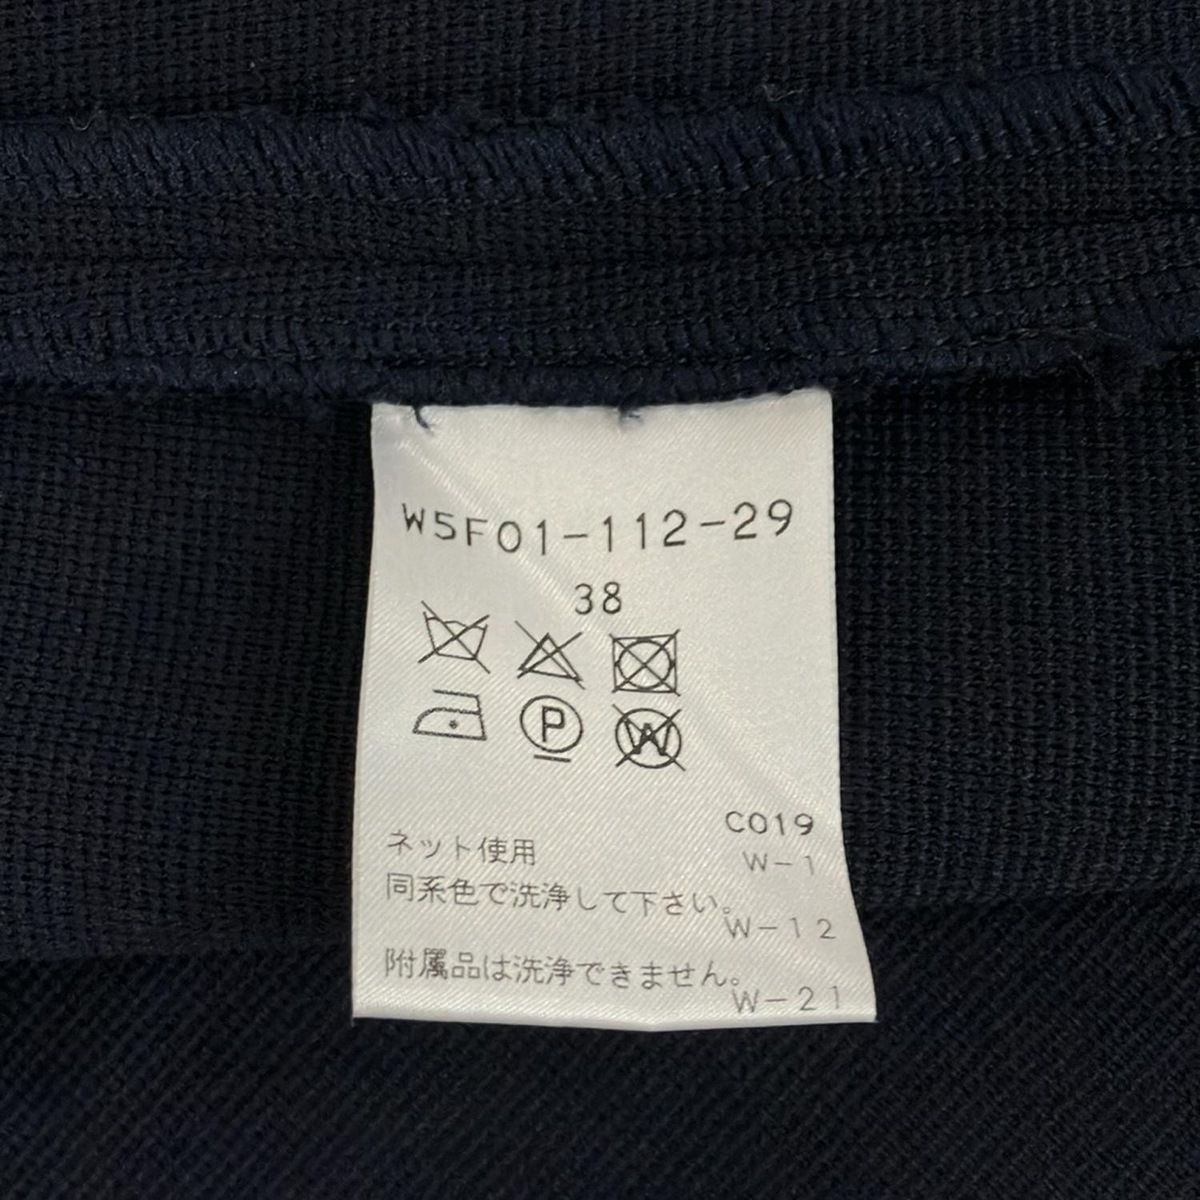 W5F01-112-29
38
P W
C019
ネット使用 W-1
同系色で洗浄して下さい。 W-12
附属品は洗浄できません。 W-21